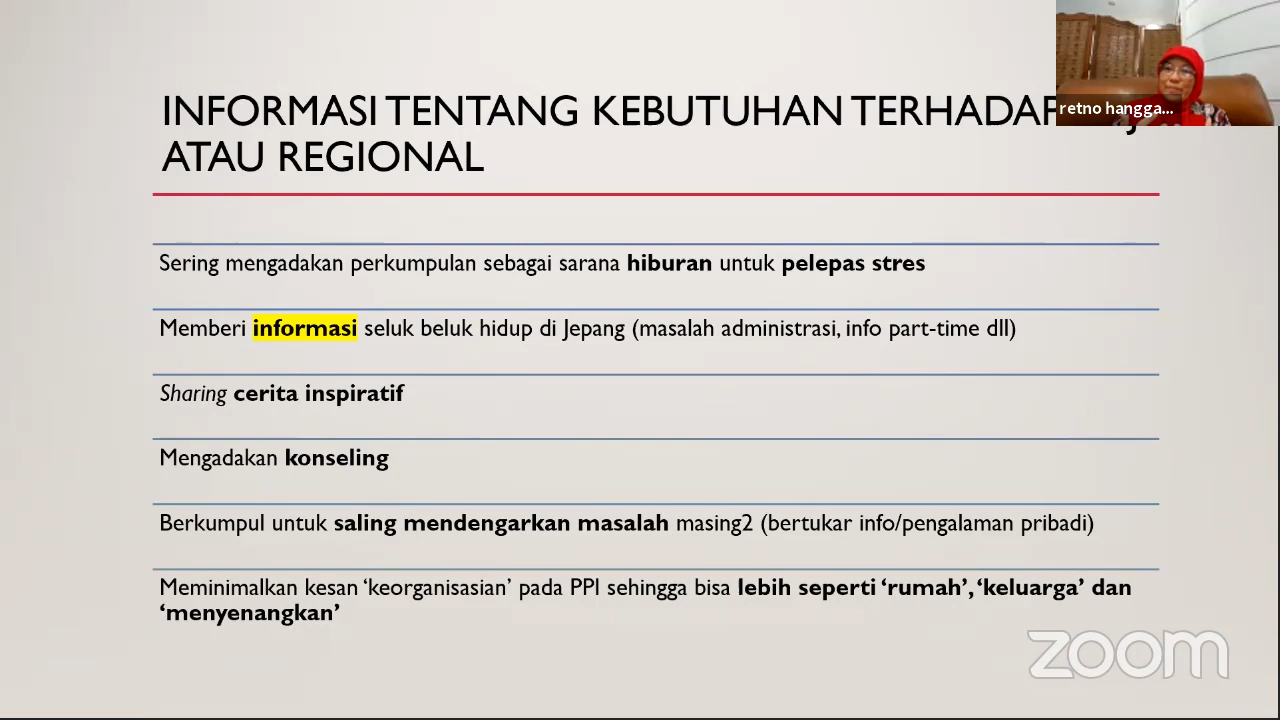 INFORMASI TENTANG KEBUTUHAN TERHADAP
ATAU REGIONAL
retno hangga...
Sering mengadakan perkumpulan sebagai sarana hiburan untuk pelepas stres
Memberi informasi seluk beluk hidup di Jepang (masalah administrasi, info part-time dll)
Sharing cerita inspiratif
Mengadakan konseling
Berkumpul untuk saling mendengarkan masalah masing2 (bertukar info/pengalaman pribadi)
Meminimalkan kesan ‘keorganisasian’ pada PPI sehingga bisa lebih seperti ‘rumah’, ‘keluarga’ dan
‘menyenangkan’
zoom